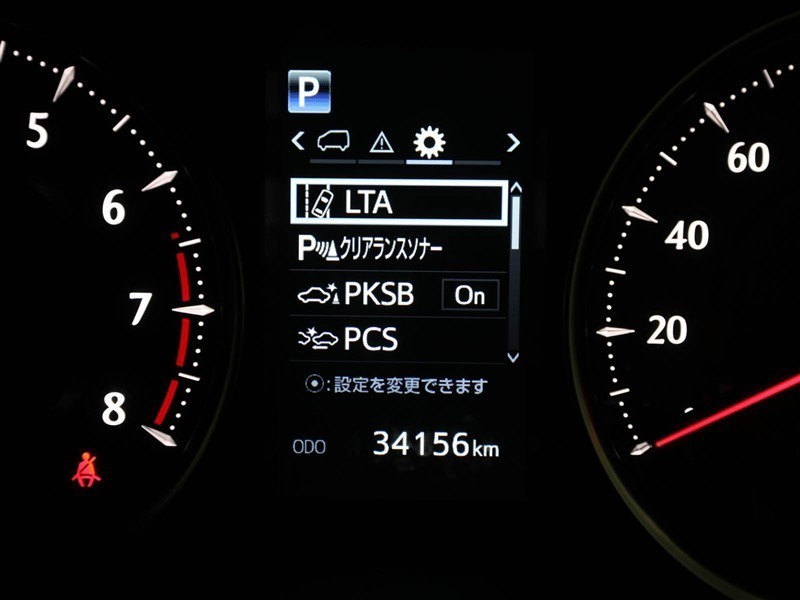 5
6
7
8
P
LTA
Pクリアランスソナー
PKSB On
PCS
:設定を変更できます
ODO 34156km
60
40
20